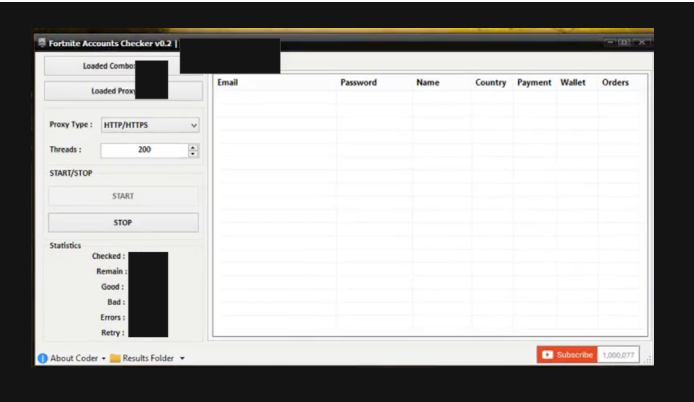 Fortnite Accounts Checker v0.2 |
Loaded Combo:
Loaded Proxy
Email Password Name Country Payment Wallet Orders
Proxy Type : HTTP/HTTPS
Threads : 200
START/STOP
START
STOP
Statistics
Checked :
Remain :
Good :
Bad :
Errors :
Retry :
About Coder Results Folder Subscribe 1,000,077